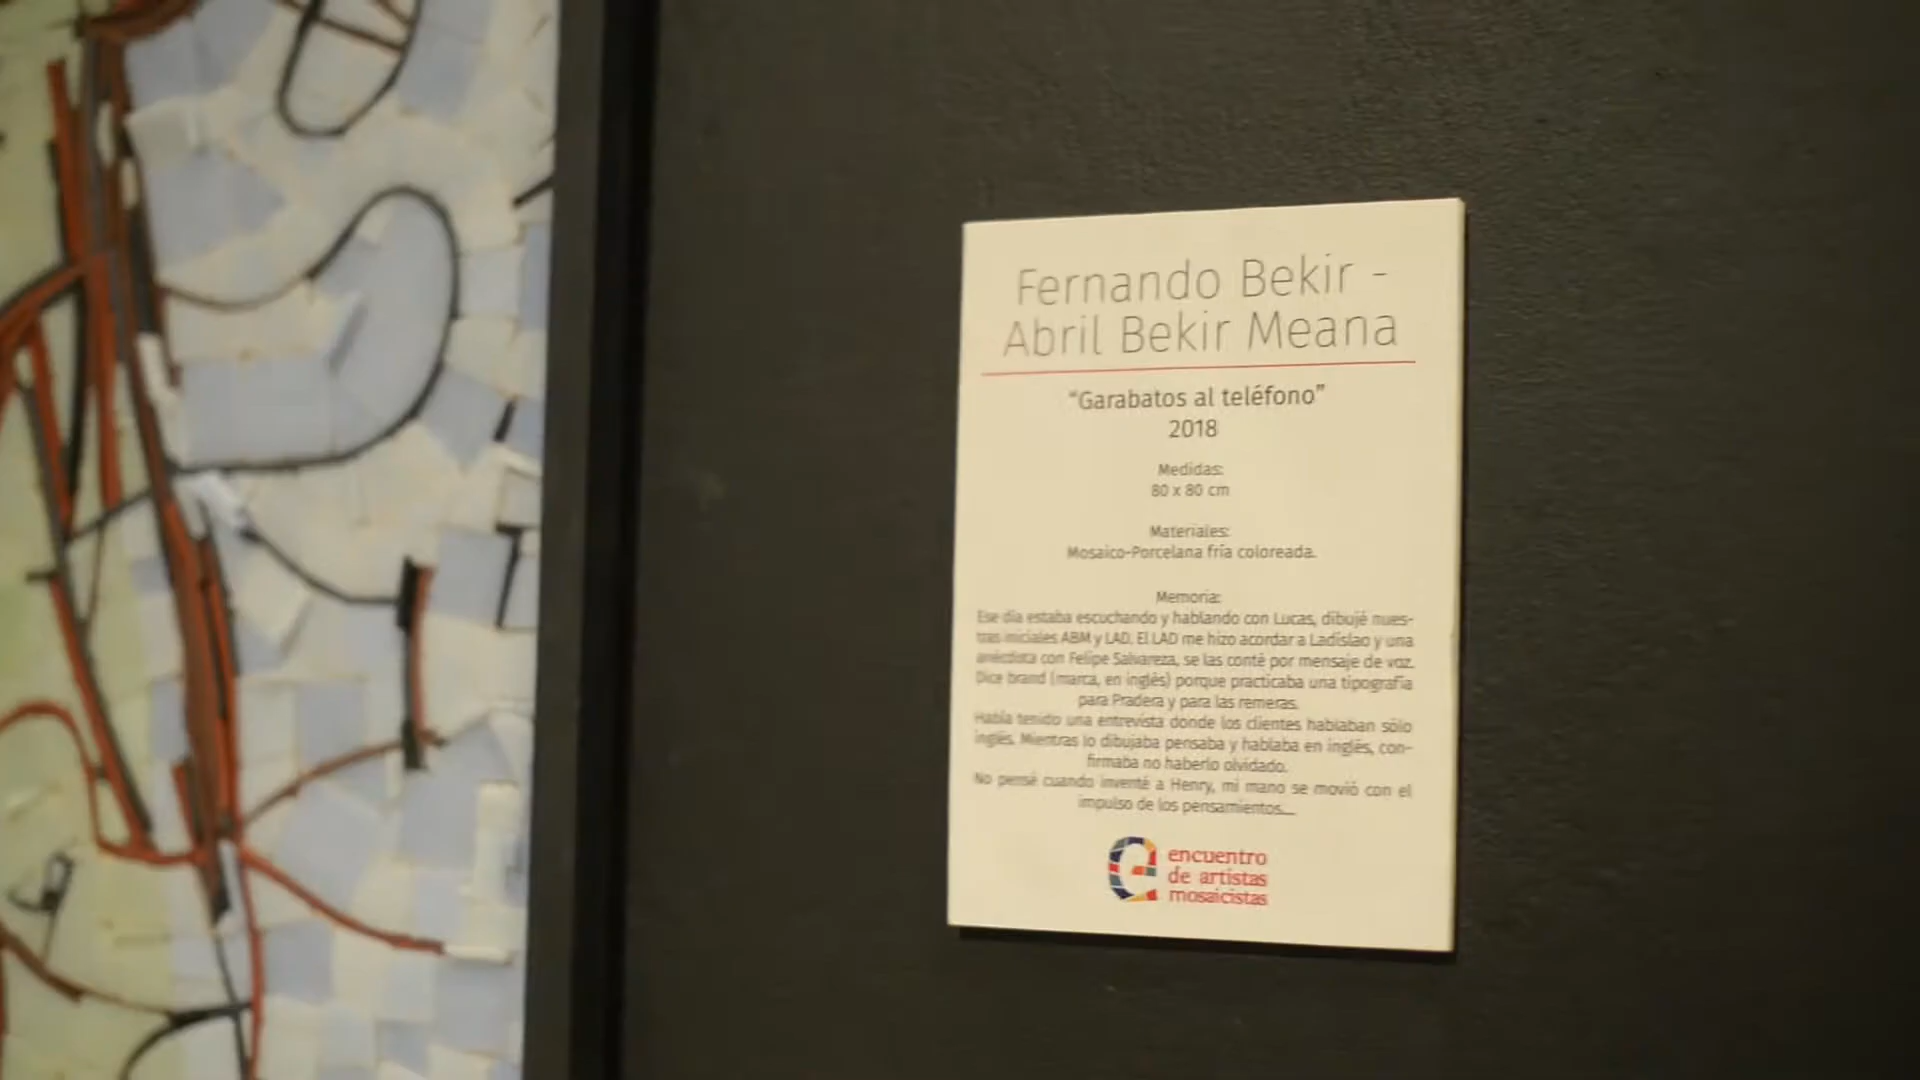 Fernando Bekir -
Abril Bekir Meana
“Garabatos al teléfono”
2018
Medidas:
80 x 80 cm
Materiales:
Mosaico-Porcelana fría coloreada.
Memoria:
Ese día estaba escuchando y hablando con Lucas, dibujé nues-
tras iniciales ABM y LAD. El LAD me hizo acordar a Ladislao y una
anécdota con Felipe Salvareza, se las conté por mensaje de voz.
Dice brand (marca, en inglés) porque practicaba una tipografía
para Pradera y para las remeras.
Había tenido una entrevista donde los clientes hablaban sólo
inglés. Mientras lo dibujaba pensaba y hablaba en inglés, con-
firmaba no haberlo olvidado.
No pensé cuando inventé a Henry, mi mano se movió con el
impulso de los pensamientos....
encuentro
de artistas
mosaicistas